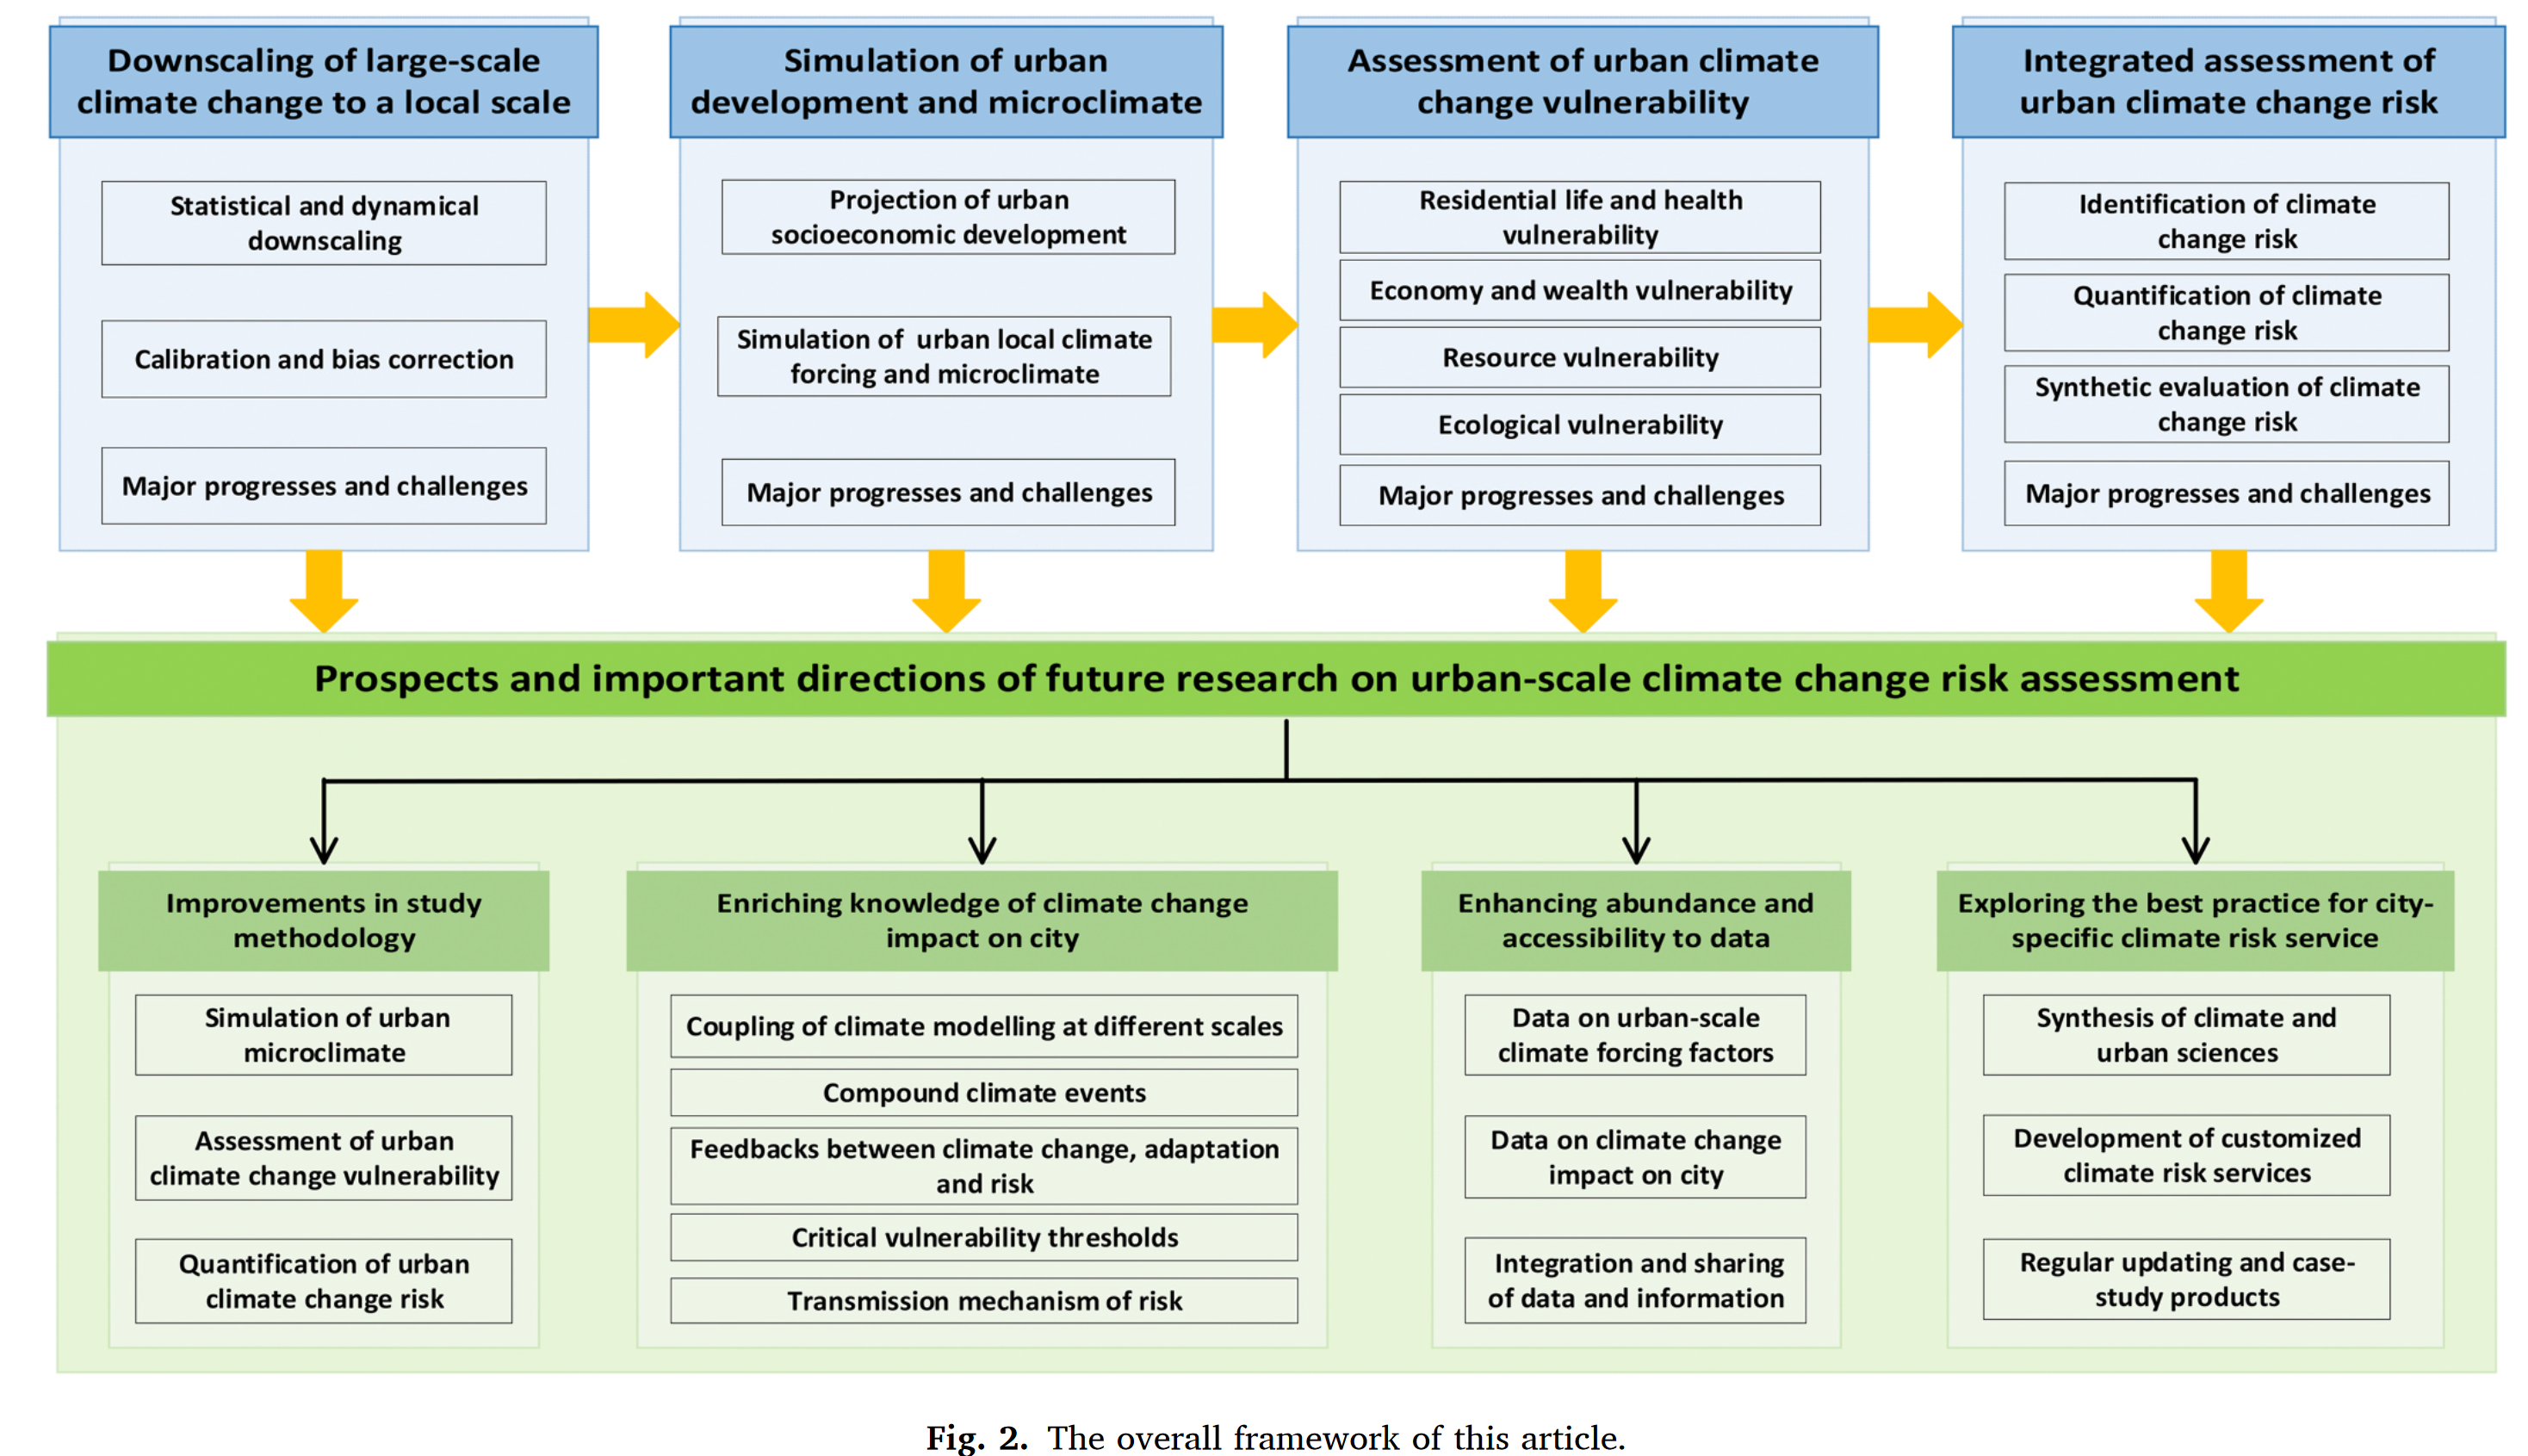 Downscaling of large-scale
climate change to a local scale
Statistical and dynamical
downscaling
Calibration and bias correction
Major progresses and challenges
Simulation of urban
development and microclimate
Projection of urban
socioeconomic development
Simulation of urban local climate
forcing and microclimate
Major progresses and challenges
Assessment of urban climate
change vulnerability
Residential life and health
vulnerability
Economy and wealth vulnerability
Resource vulnerability
Ecological vulnerability
Major progresses and challenges
Integrated assessment of
urban climate change risk
Identification of climate
change risk
Quantification of climate
change risk
Synthetic evaluation of climate
change risk
Major progresses and challenges
Prospects and important directions of future research on urban-scale climate change risk assessment
Improvements in study
methodology
Simulation of urban
microclimate
Assessment of urban
climate change vulnerability
Quantification of urban
climate change risk
Enriching knowledge of climate change
impact on city
Coupling of climate modelling at different scales
Compound climate events
Feedbacks between climate change, adaptation
and risk
Critical vulnerability thresholds
Transmission mechanism of risk
Enhancing abundance and
accessibility to data
Data on urban-scale
climate forcing factors
Data on climate change
impact on city
Integration and sharing
of data and information
Exploring the best practice for city-
specific climate risk service
Synthesis of climate and
urban sciences
Development of customized
climate risk services
Regular updating and case-
study products
Fig. 2. The overall framework of this article.